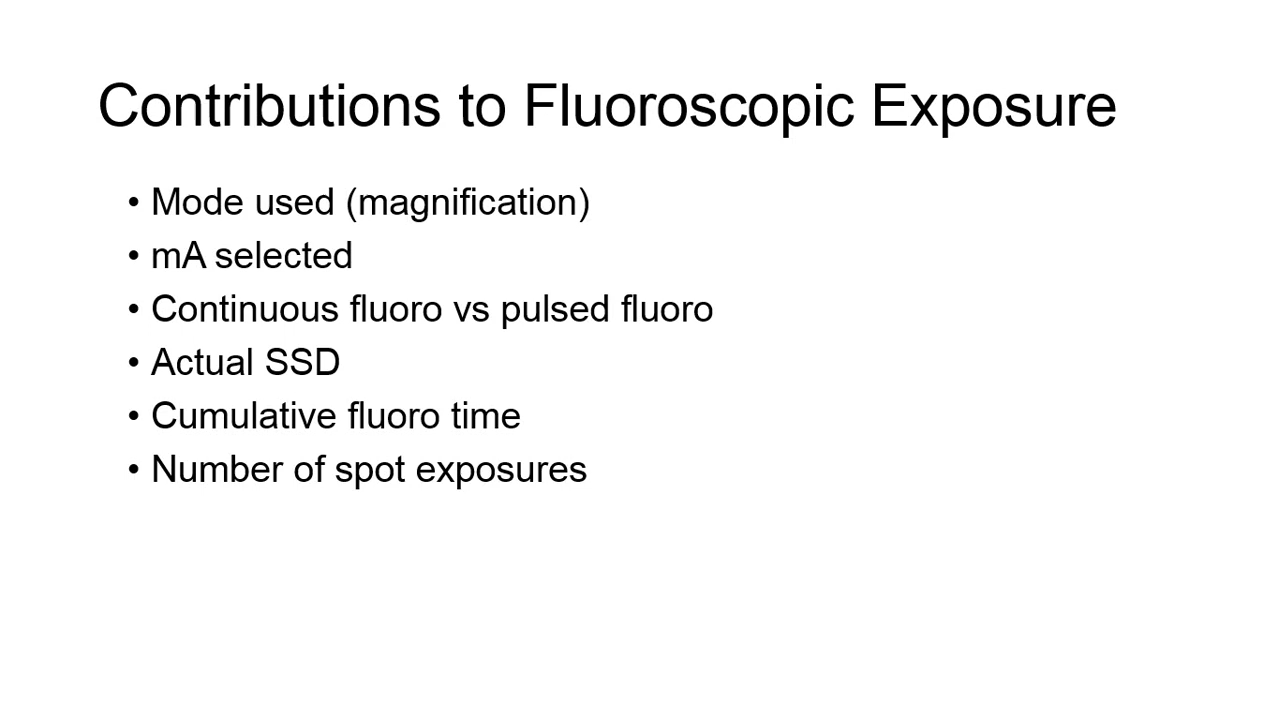 Contributions to Fluoroscopic Exposure
• Mode used (magnification)
• mA selected
• Continuous fluoro vs pulsed fluoro
• Actual SSD
• Cumulative fluoro time
• Number of spot exposures